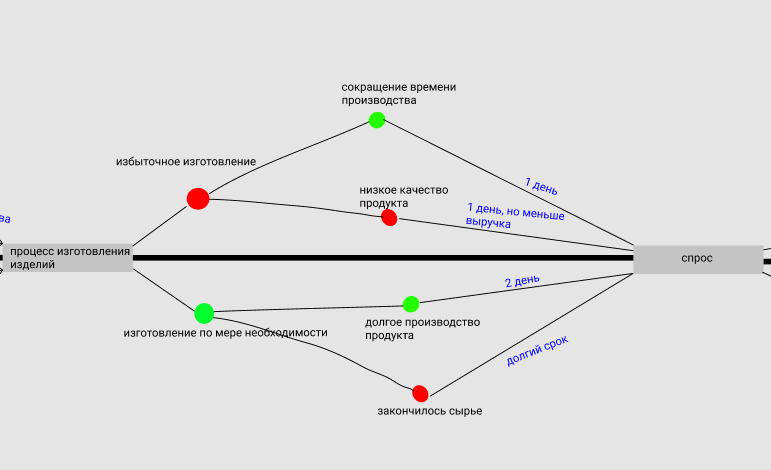 сокращение времени
производства
избыточное изготовление
1 день
низкое качество
продукта
1 день, но меньше
выручка
ва
процесс изготовления
изделий
спрос
2 день
долгое производство
продукта
изготовление по мере необходимости
долгий срок
закончилось сырье